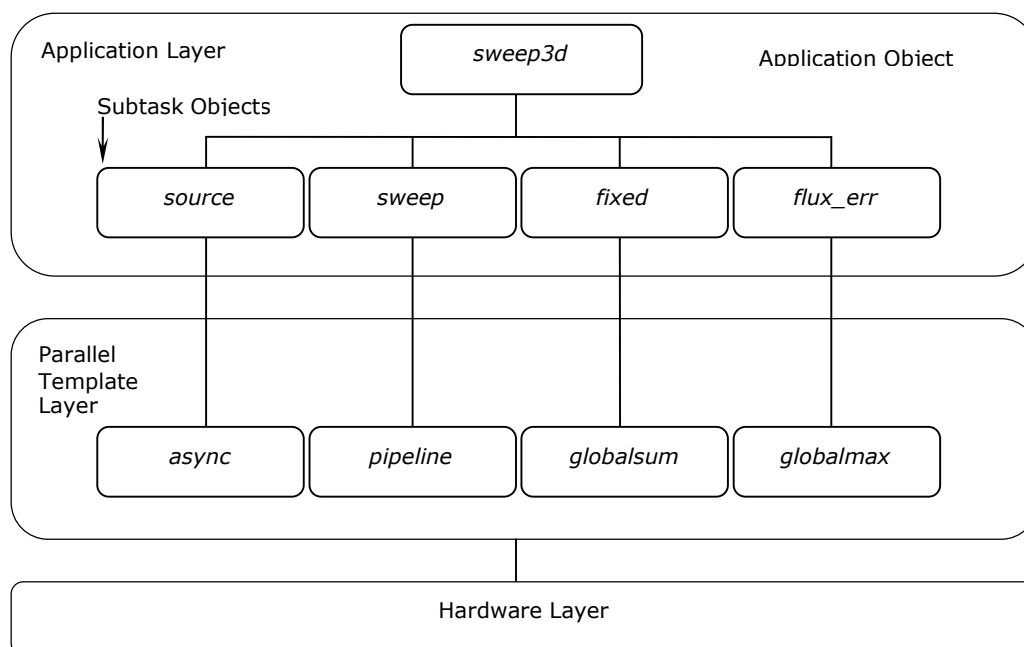 Application Layer
sweep3d
Application Object
Subtask Objects
source
sweep
fixed
flux_err
Parallel
Template
Layer
async
pipeline
globalsum
globalmax
Hardware Layer